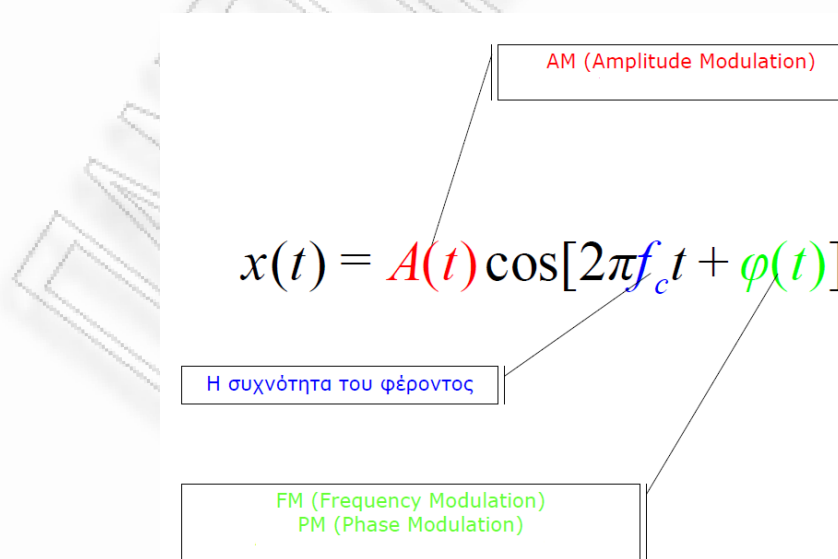 AM (Amplitude Modulation)
x(t) = A(t) cos[2πf_c t + φ(t)]
Η συχνότητα του φέροντος
FM (Frequency Modulation)
PM (Phase Modulation)